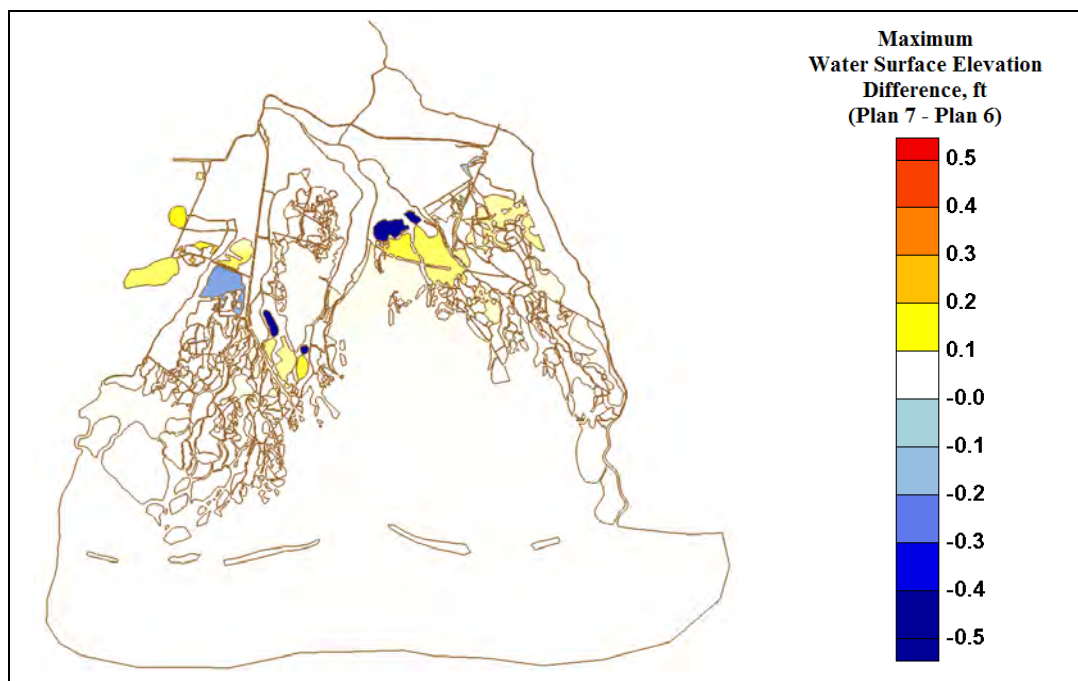 Maximum
Water Surface Elevation
Difference, ft
(Plan 7 - Plan 6)
0.5
0.4
0.3
0.2
0.1
-0.0
-0.1
-0.2
-0.3
-0.4
-0.5